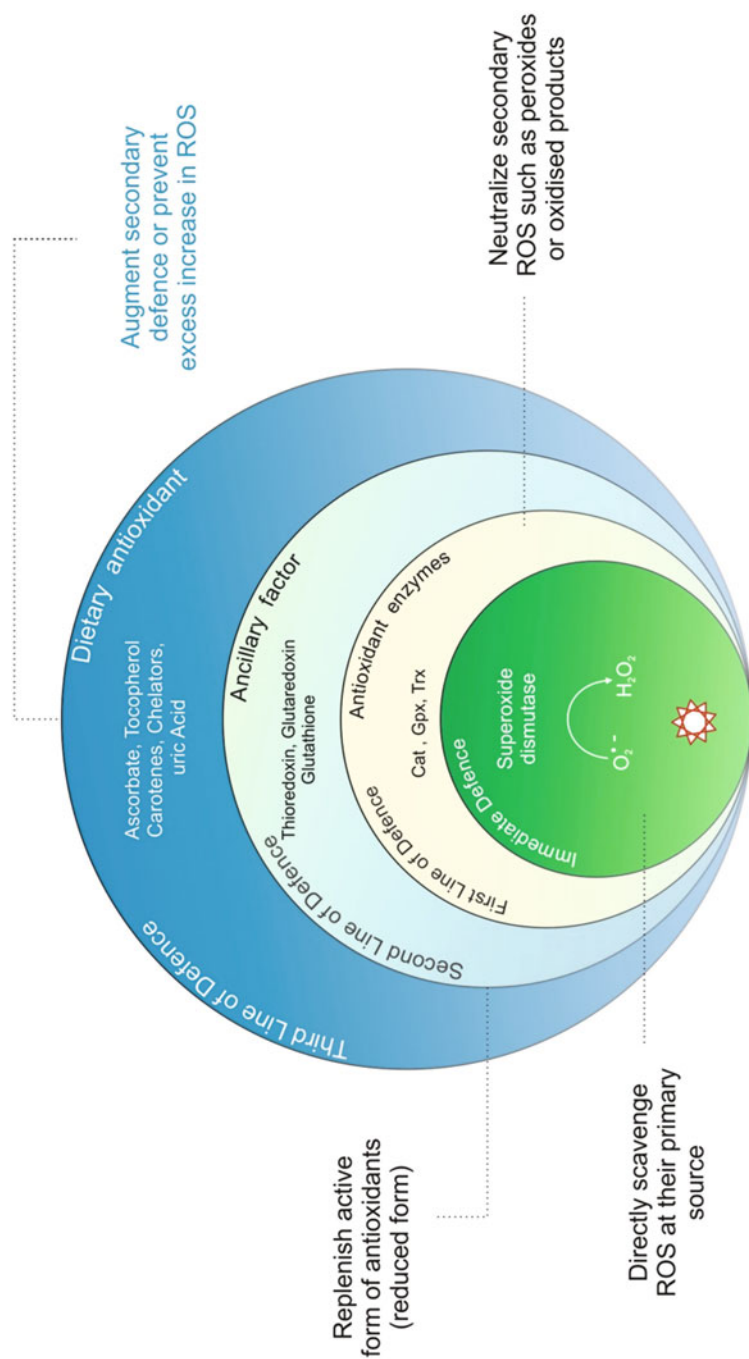 Augment secondary
defence or prevent
excess increase in ROS
Dietary antioxidant
Third Line of Defence
Ascorbate, Tocopherol
Carotenes, Chelators,
uric Acid
Ancillary factor
Second Line of Defence
Thioredoxin, Glutaredoxin
Glutathione
Antioxidant enzymes
First Line of Defence
Cat , Gpx, Trx
Immediate Defence
Superoxide
dismutase
O₂•− H₂O₂
Replenish active
form of antioxidants
(reduced form)
Neutralize secondary
ROS such as peroxides
or oxidised products
Directly scavenge
ROS at their primary
source